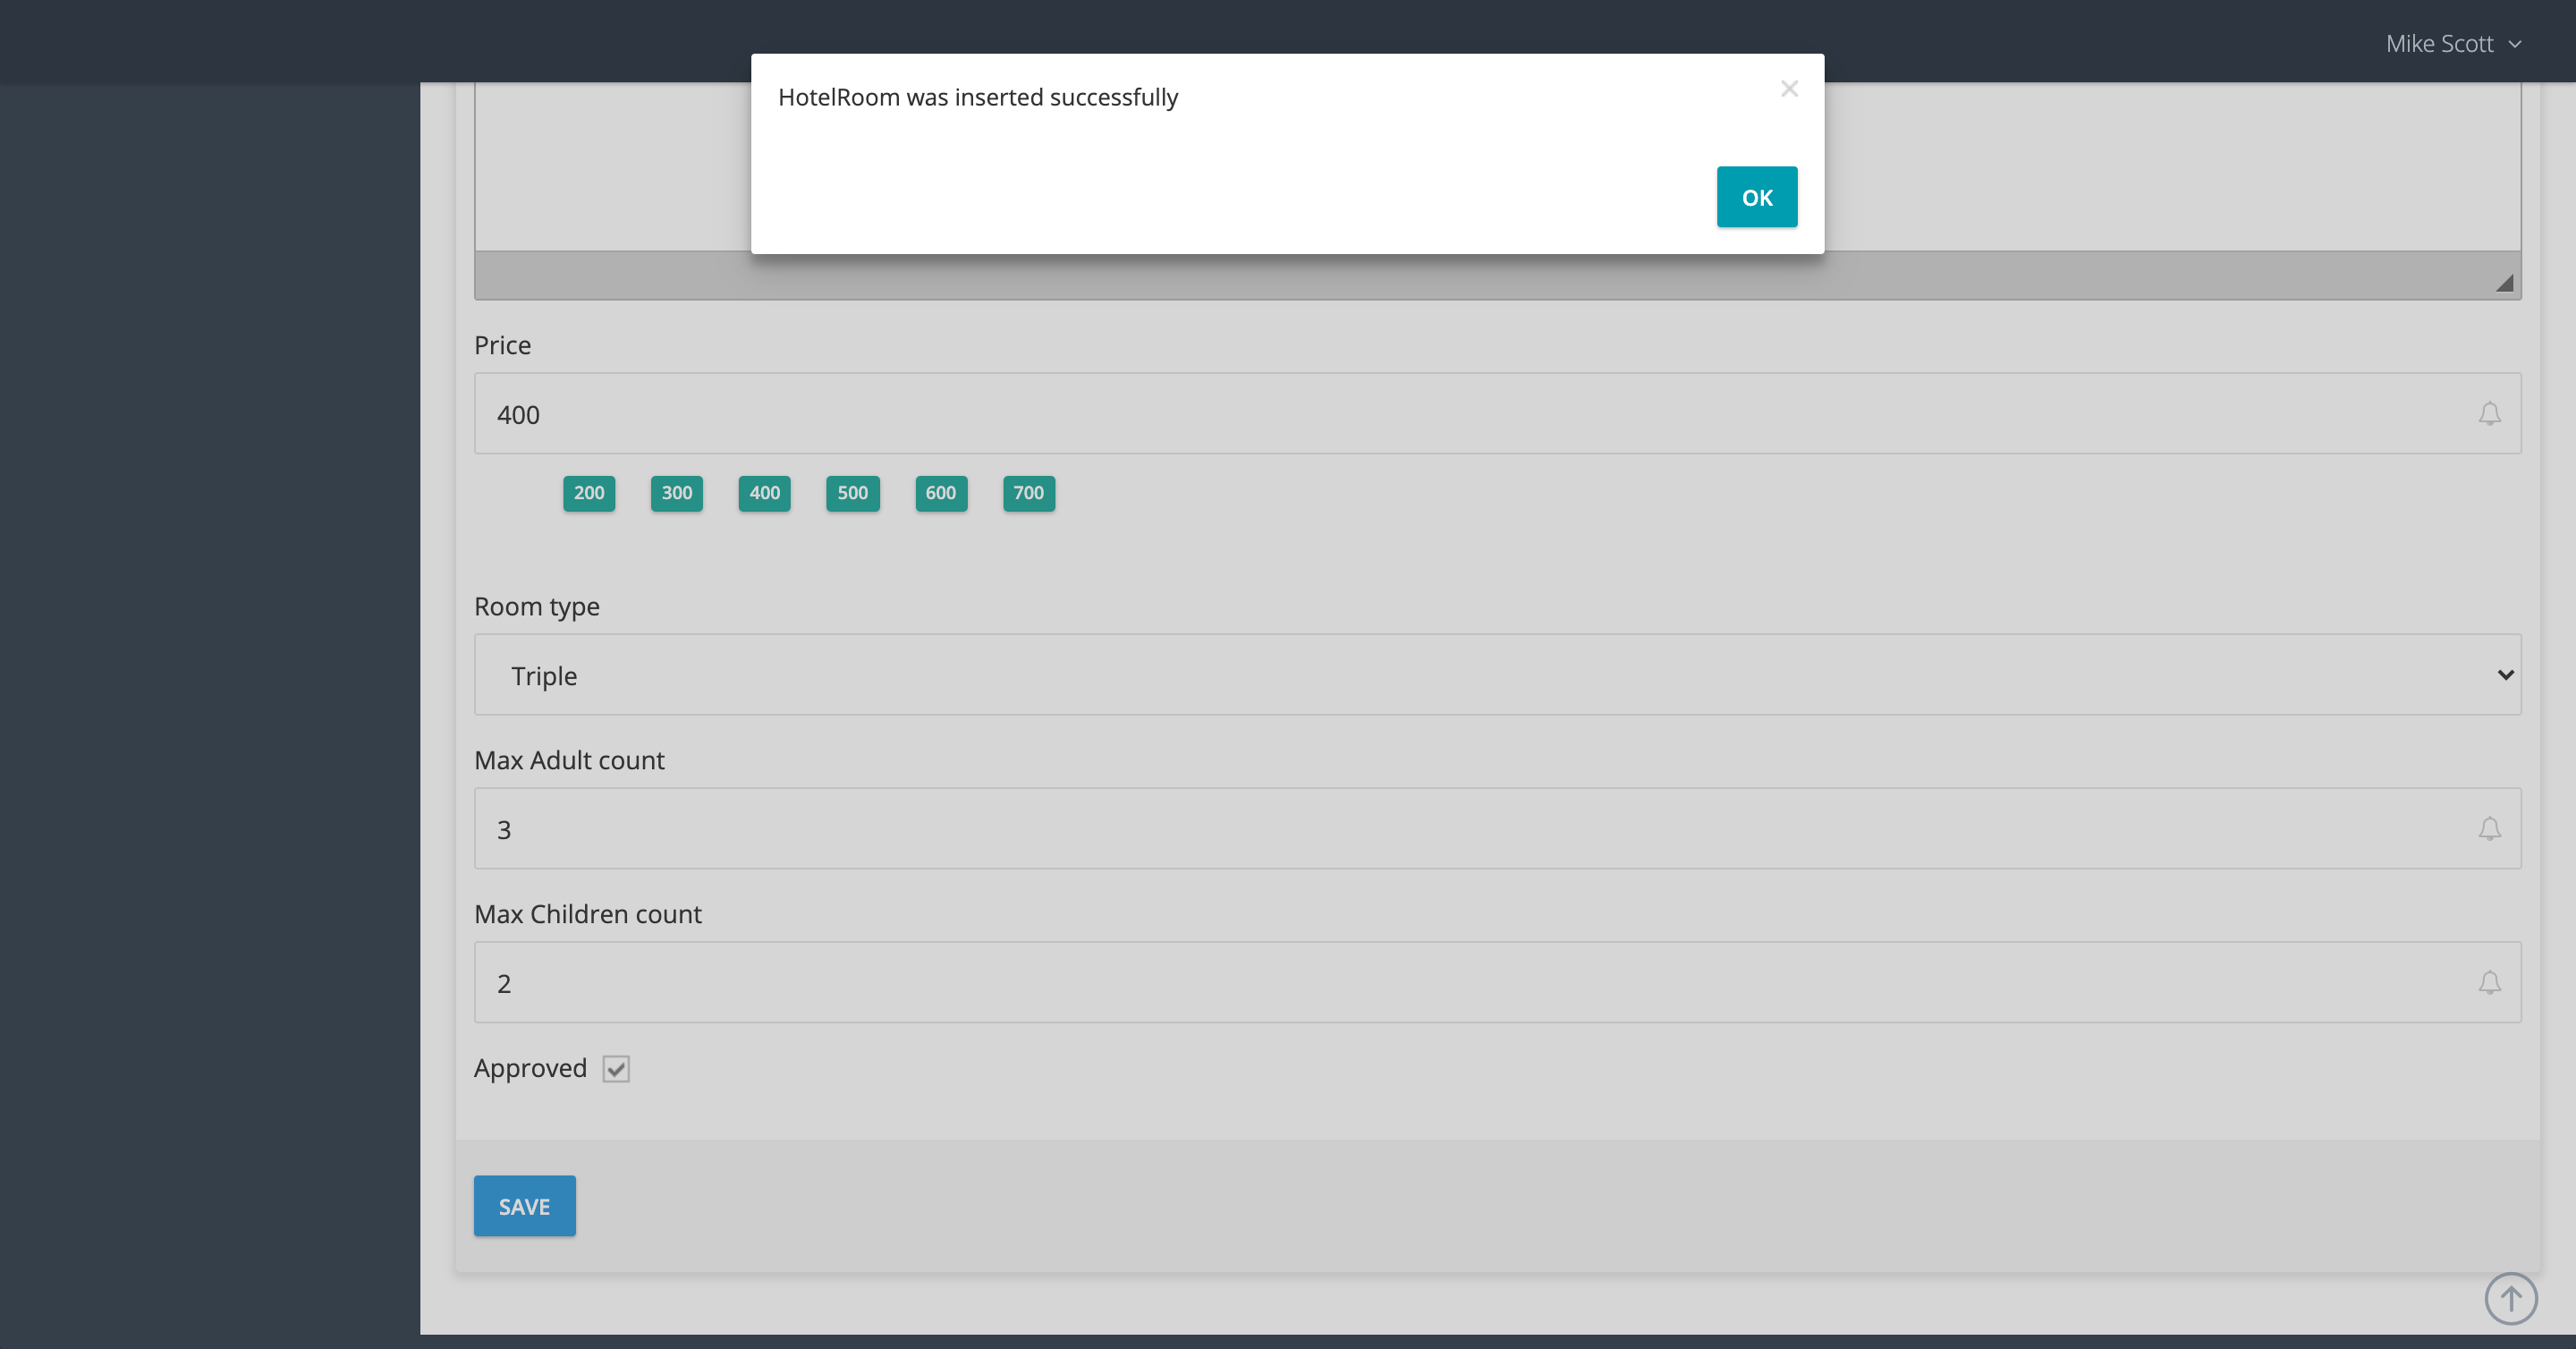 Mike Scott
HotelRoom was inserted successfully
OK
Price
400
200 300 400 500 600 700
Room type
Triple
Max Adult count
3
Max Children count
2
Approved
SAVE